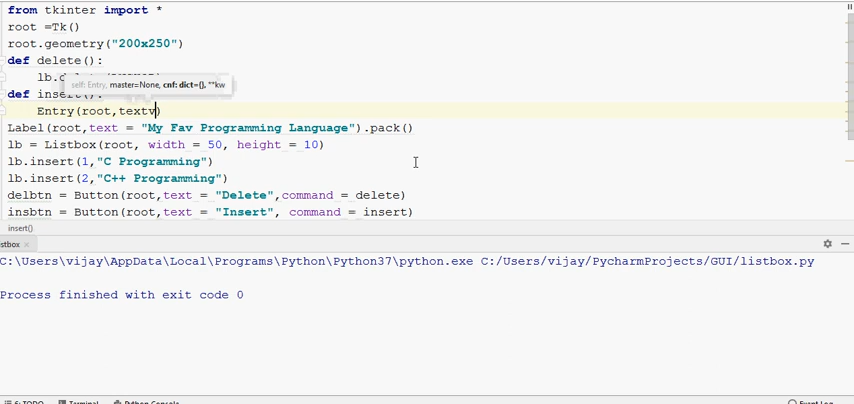 from tkinter import *
root =Tk()
root.geometry("200x250")
def delete():
lb.
self: Entry, master=None, cnf: dict={}, **kw
def insert():
Entry(root,textv)
Label(root,text = "My Fav Programming Language").pack()
lb = Listbox(root, width = 50, height = 10)
lb.insert(1,"C Programming")
lb.insert(2,"C++ Programming")
delbtn = Button(root,text = "Delete",command = delete)
insbtn = Button(root,text = "Insert", command = insert)
insert()
stbox ×
C:\Users\vijay\AppData\Local\Programs\Python\Python37\python.exe C:/Users/vijay/PycharmProjects/GUI/listbox.py
Process finished with exit code 0
6: TODO Terminal Python Console Event Log